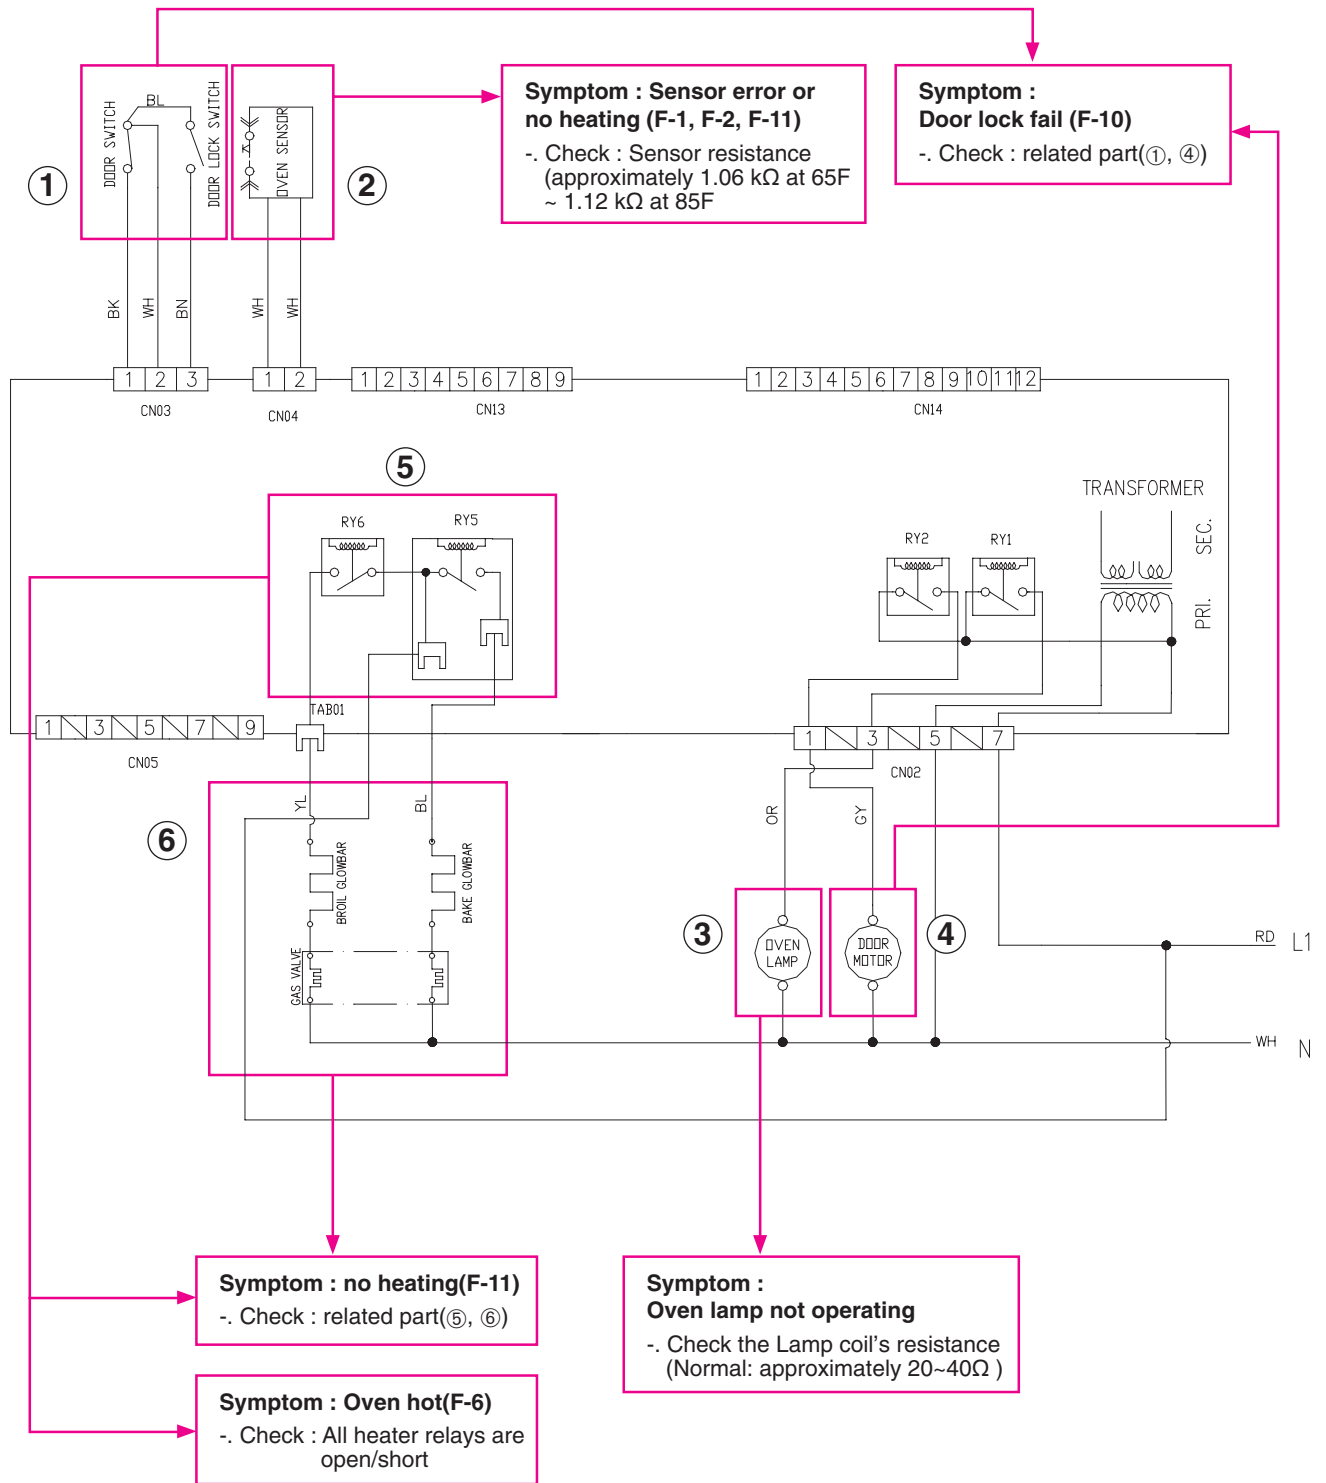 Symptom : Sensor error or
no heating (F-1, F-2, F-11)
-. Check : Sensor resistance
(approximately 1.06 kΩ at 65F
~ 1.12 kΩ at 85F
Symptom :
Door lock fail (F-10)
-. Check : related part(①, ④)
①
DOOR SWITCH
BL
DOOR LOCK SWITCH
OVEN SENSOR
②
BK
WH
BN
WH
WH
1 2 3
CN03
1 2
CN04
1 2 3 4 5 6 7 8 9
CN13
1 2 3 4 5 6 7 8 9 10 11 12
CN14
⑤
RY6
RY5
RY2
RY1
TRANSFORMER
SEC.
PRI.
1 3 5 7 9
CN05
TAB01
1 3 5 7
CN02
⑥
YL
BL
BROIL GLOWBAR
BAKE GLOWBAR
GAS VALVE
OR
GY
③
OVEN
LAMP
DOOR
MOTOR
④
RD L1
WH N
Symptom : no heating(F-11)
-. Check : related part(⑤, ⑥)
Symptom :
Oven lamp not operating
-. Check the Lamp coil's resistance
(Normal: approximately 20~40Ω )
Symptom : Oven hot(F-6)
-. Check : All heater relays are
open/short